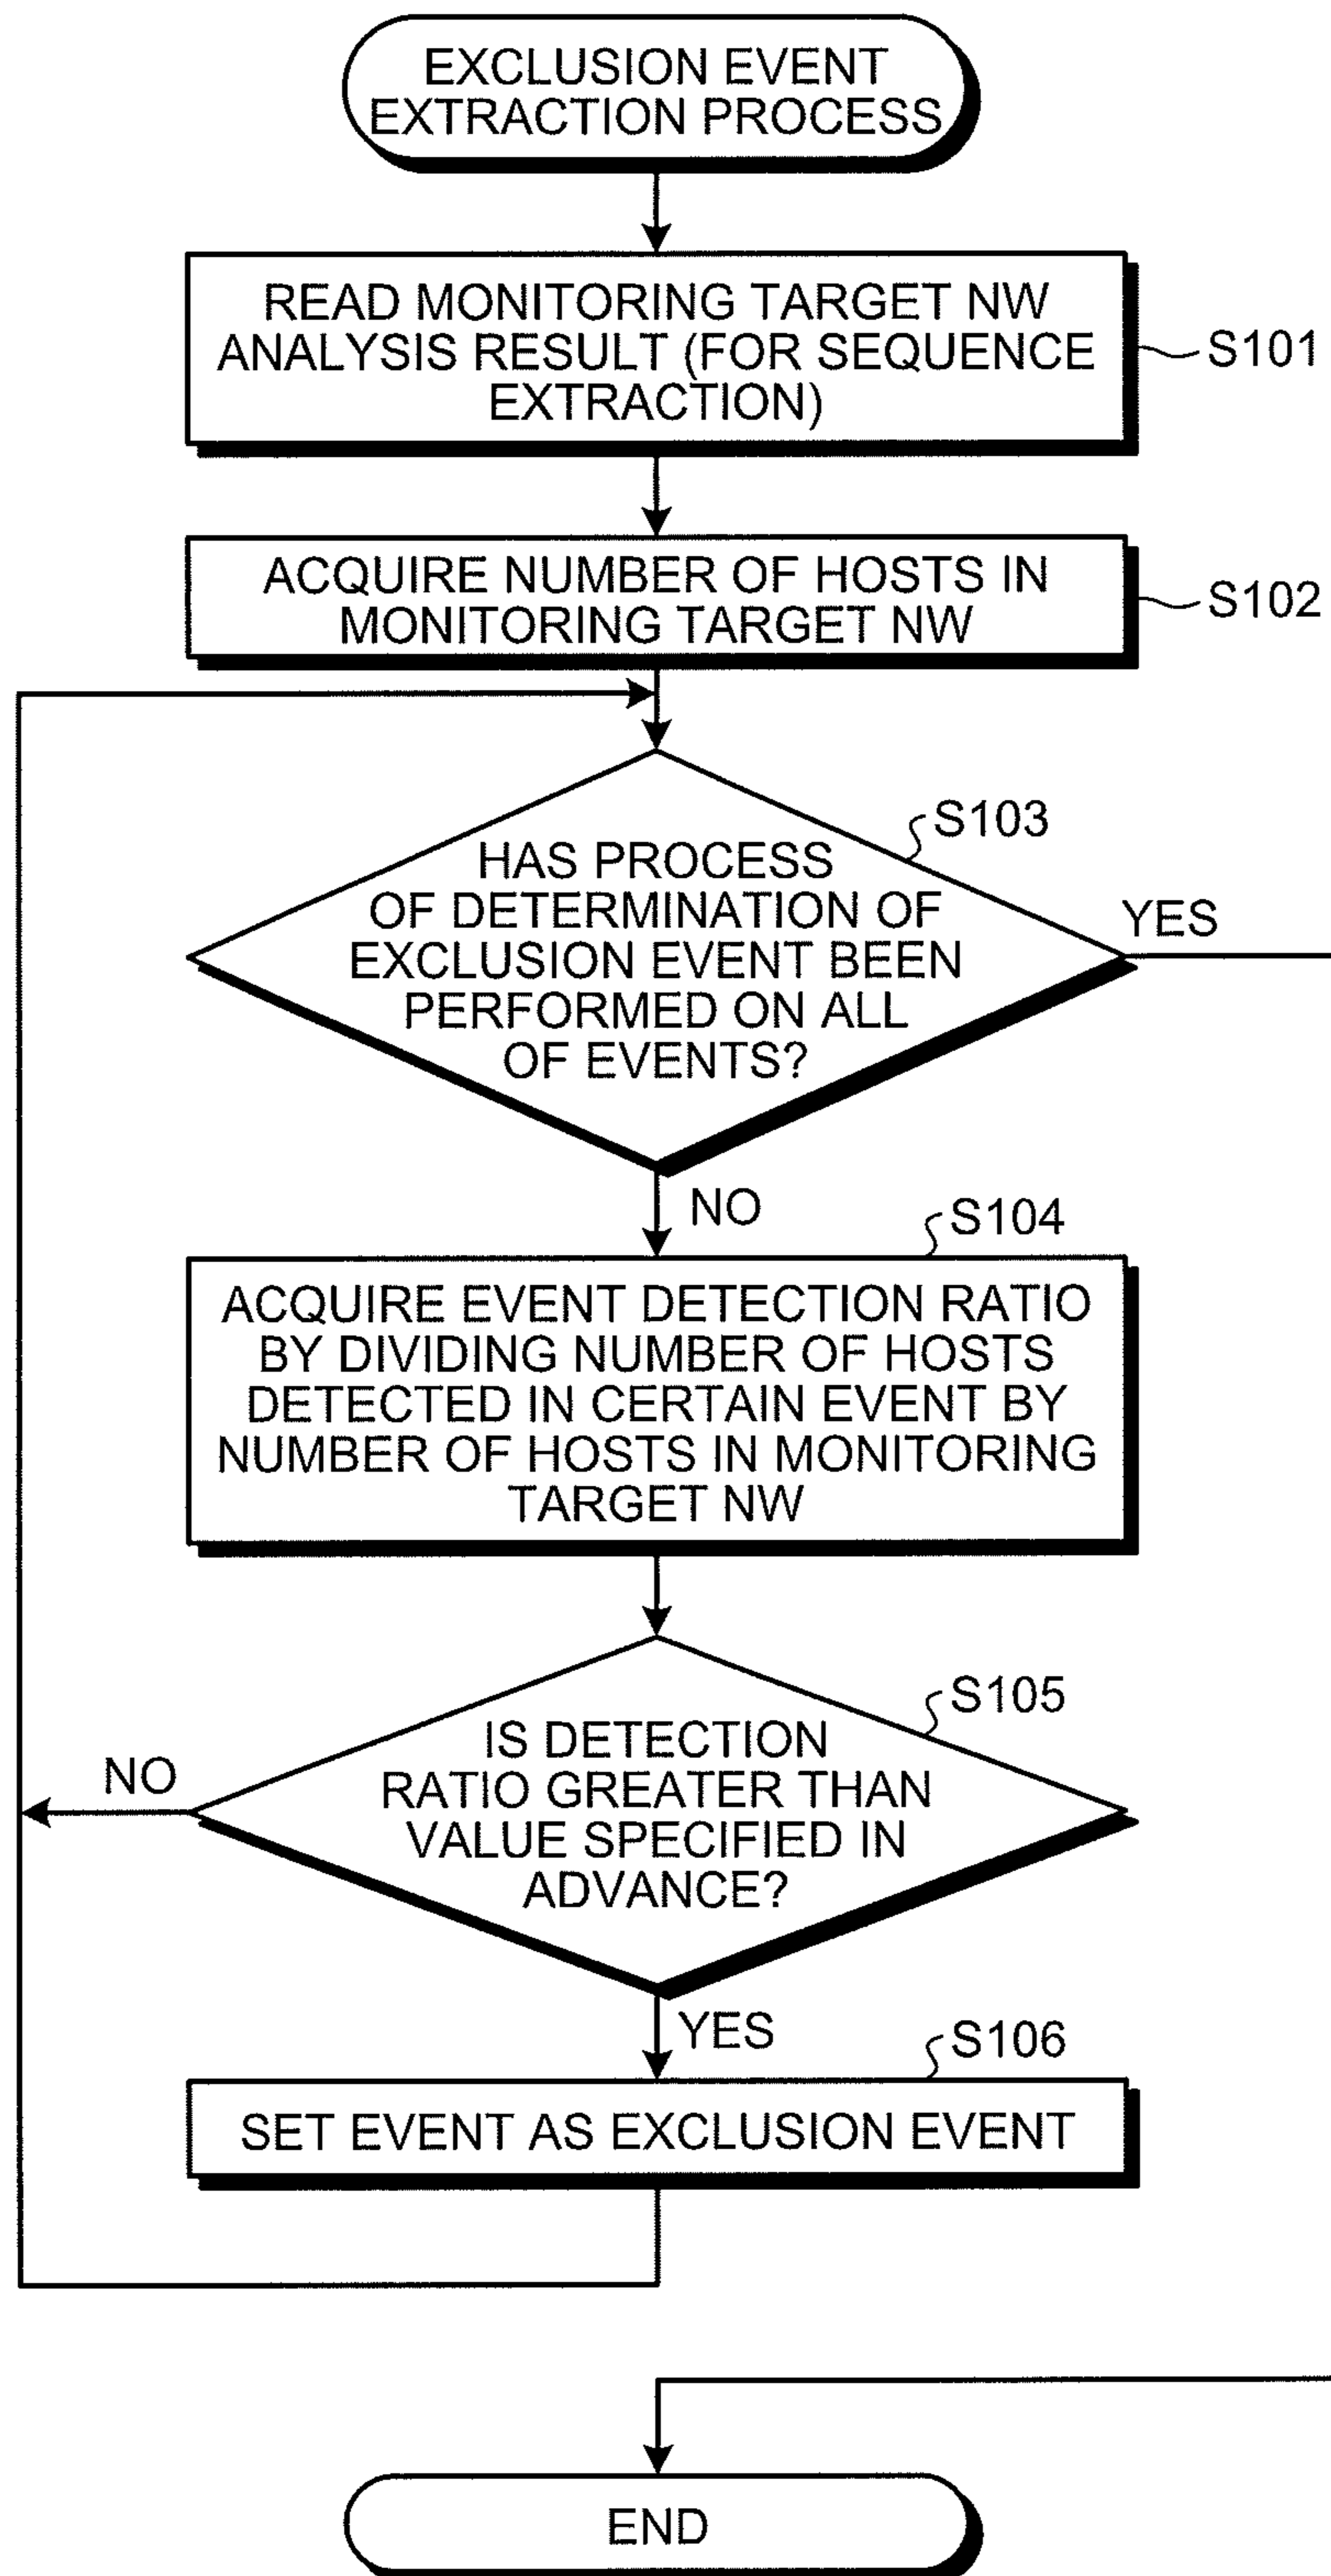 EXCLUSION EVENT
EXTRACTION PROCESS
READ MONITORING TARGET NW
ANALYSIS RESULT (FOR SEQUENCE
EXTRACTION)
S101
ACQUIRE NUMBER OF HOSTS IN
MONITORING TARGET NW
S102
S103
HAS PROCESS
OF DETERMINATION OF
EXCLUSION EVENT BEEN
PERFORMED ON ALL
OF EVENTS?
YES
NO
S104
ACQUIRE EVENT DETECTION RATIO
BY DIVIDING NUMBER OF HOSTS
DETECTED IN CERTAIN EVENT BY
NUMBER OF HOSTS IN MONITORING
TARGET NW
S105
IS DETECTION
RATIO GREATER THAN
VALUE SPECIFIED IN
ADVANCE?
NO
YES
S106
SET EVENT AS EXCLUSION EVENT
END